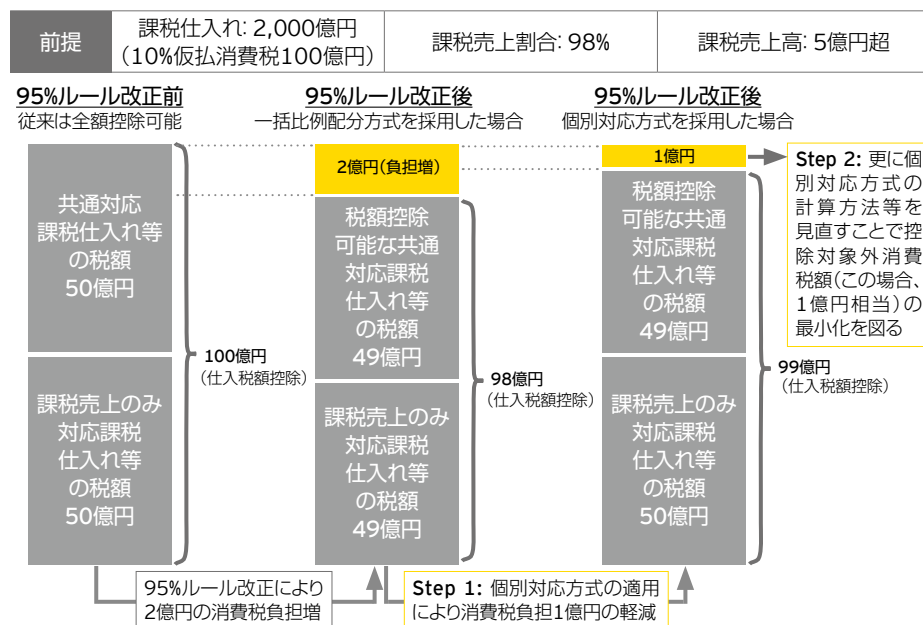 前提
課税仕入れ: 2,000億円
（10%仮払消費税100億円）
課税売上割合: 98%
課税売上高: 5億円超
95%ルール改正前
従来は全額控除可能
95%ルール改正後
一括比例配分方式を採用した場合
95%ルール改正後
個別対応方式を採用した場合
共通対応
課税仕入れ等
の税額
50億円
課税売上のみ
対応課税
仕入れ等
の税額
50億円
100億円
（仕入税額控除）
2億円（負担増）
税額控除
可能な共通
対応課税
仕入れ等
の税額
49億円
課税売上のみ
対応課税
仕入れ等
の税額
49億円
98億円
（仕入税額控除）
1億円
税額控除
可能な共通
対応課税
仕入れ等
の税額
49億円
課税売上のみ
対応課税
仕入れ等
の税額
50億円
99億円
（仕入税額控除）
Step 2: 更に個
別対応方式の
計算方法等を
見直すことで控
除対象外消費
税額（この場合、
1億円相当）の
最小化を図る
95%ルール改正により
2億円の消費税負担増
Step 1: 個別対応方式の適用
により消費税負担1億円の軽減